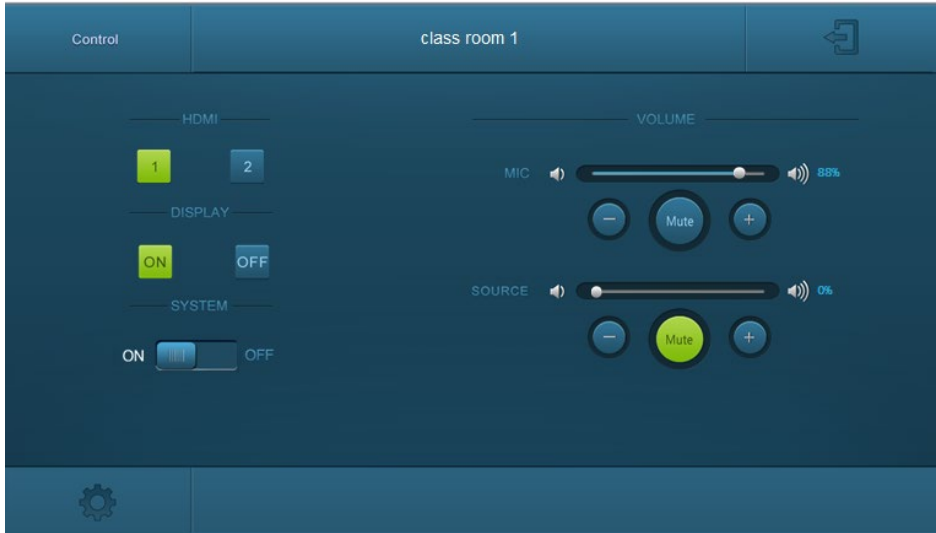 Control
class room 1
HDMI
1 2
DISPLAY
ON OFF
SYSTEM
ON OFF
VOLUME
MIC 88%
- Mute +
SOURCE 0%
- Mute +